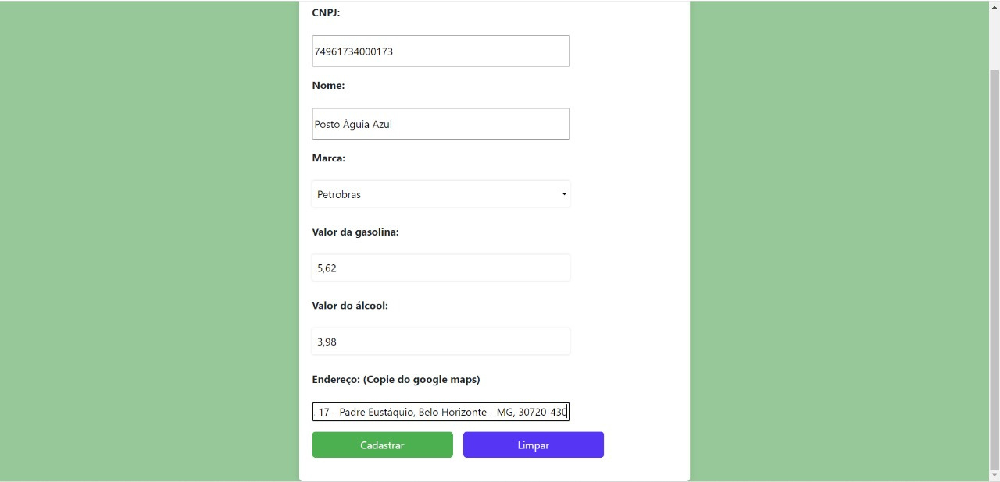 CNPJ:
74961734000173
Nome:
Posto Águia Azul
Marca:
Petrobras
Valor da gasolina:
5,62
Valor do álcool:
3,98
Endereço: (Copie do google maps)
17 - Padre Eustáquio, Belo Horizonte - MG, 30720-430
Cadastrar Limpar